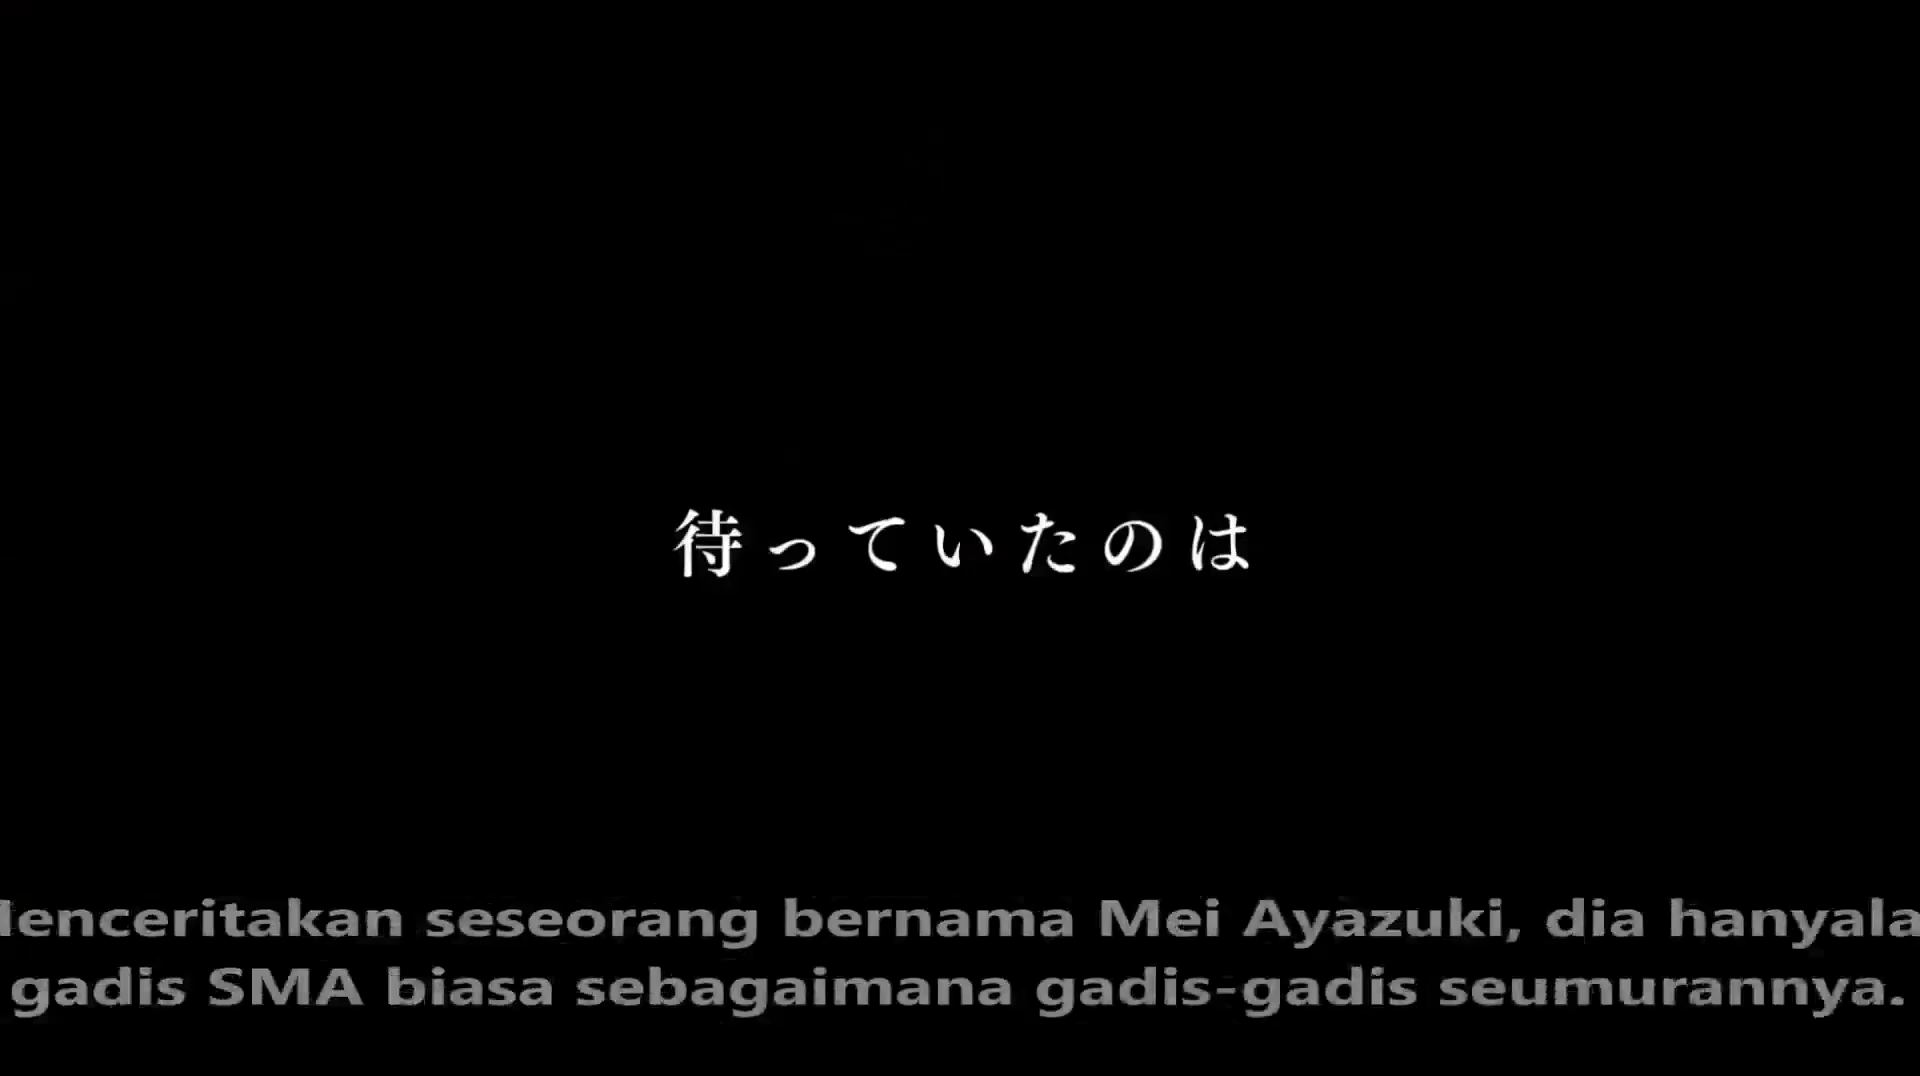 待っていたのは
enceritakan seseorang bernama Mei Ayazuki, dia hanyala
gadis SMA biasa sebagaimana gadis-gadis seumurannya.